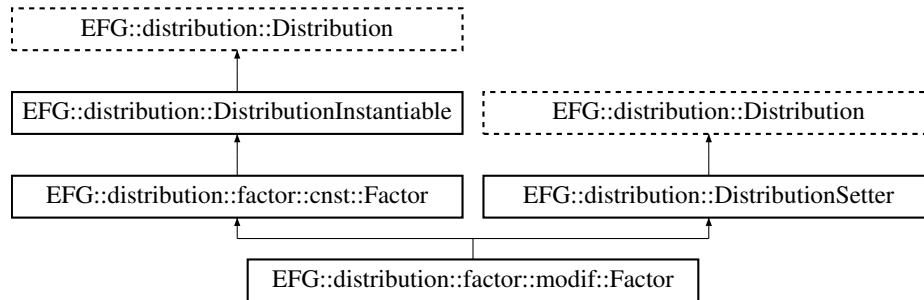 EFG::distribution::Distribution
EFG::distribution::DistributionInstantiable
EFG::distribution::Distribution
EFG::distribution::factor::cnst::Factor
EFG::distribution::DistributionSetter
EFG::distribution::factor::modif::Factor